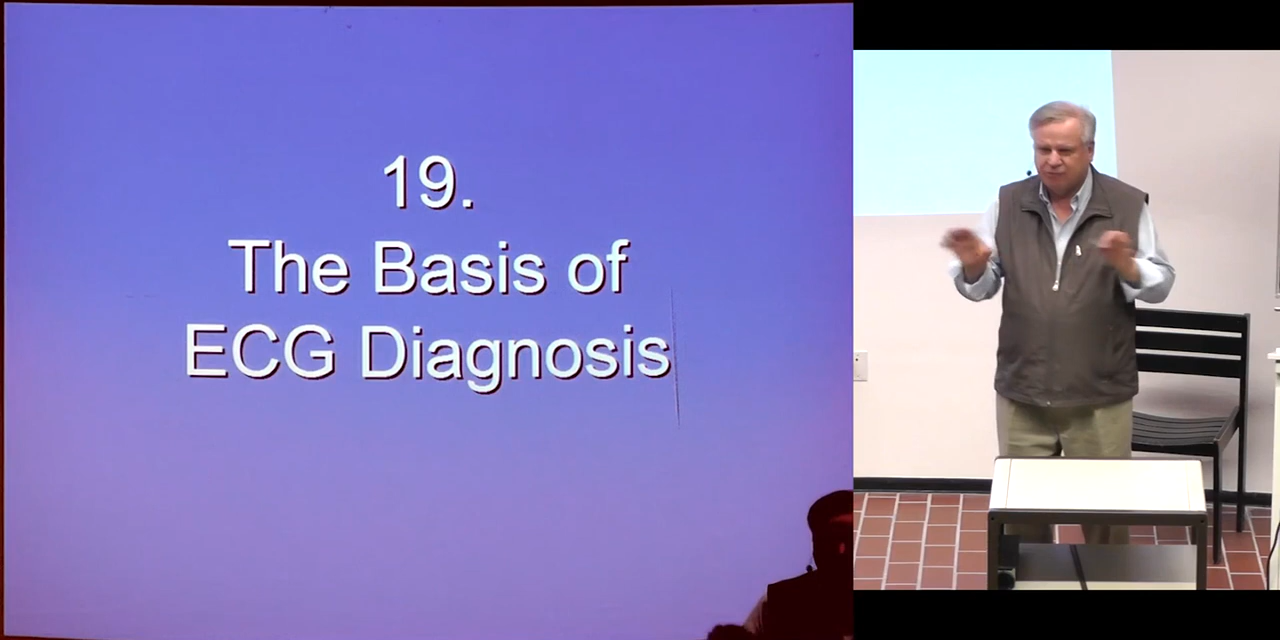 19.
The Basis of
ECG Diagnosis